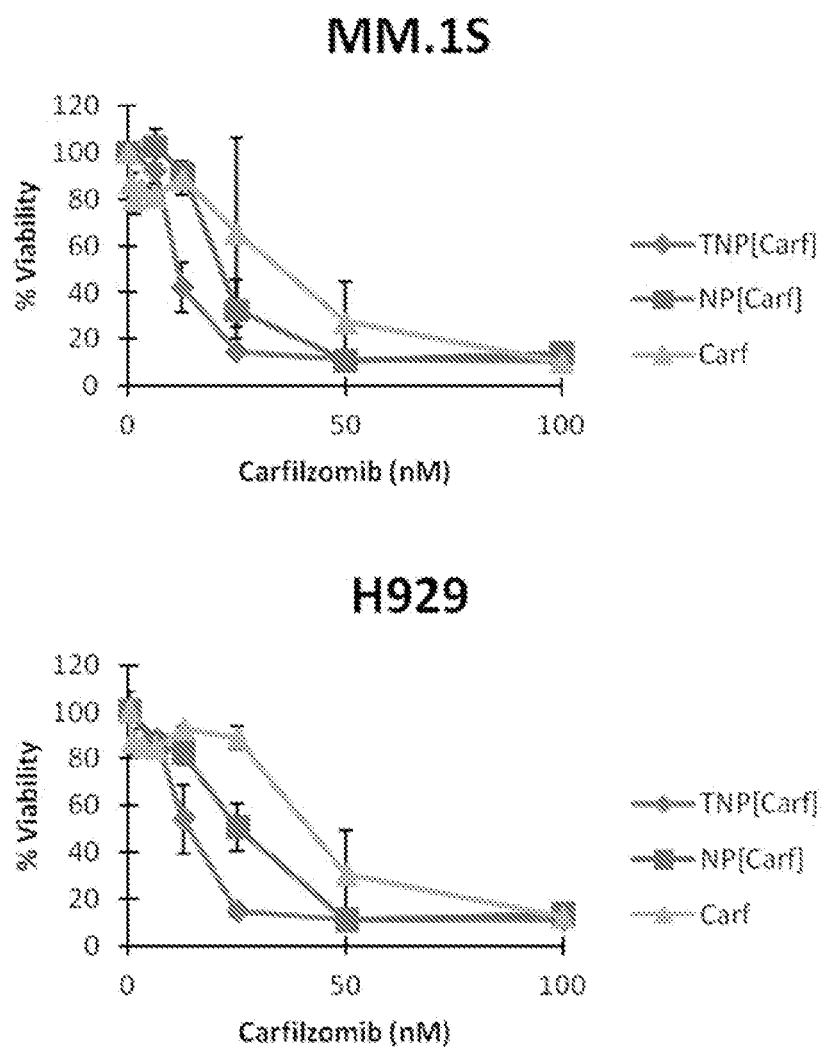 MM.1S
120
100
80
60
40
20
0
% Viability
0 50 100
Carfilzomib (nM)
TNP[Carf]
NP[Carf]
Carf
H929
120
100
80
60
40
20
0
% Viability
0 50 100
Carfilzomib (nM)
TNP[Carf]
NP[Carf]
Carf